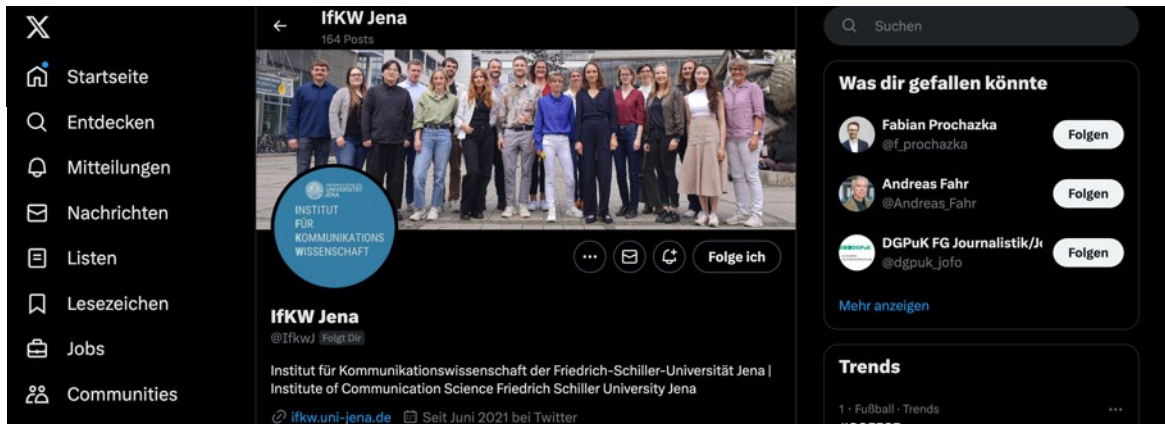 IfKW Jena
164 Posts
Startseite
Entdecken
Mitteilungen
Nachrichten
Listen
Lesezeichen
Jobs
Communities
INSTITUT
FÜR
KOMMUNIKATIONS
WISSENSCHAFT
Folge ich
IfKW Jena
@IfkwJ Folgt Dir
Institut für Kommunikationswissenschaft der Friedrich-Schiller-Universität Jena |
Institute of Communication Science Friedrich Schiller University Jena
ifkw.uni-jena.de Seit Juni 2021 bei Twitter
Suchen
Was dir gefallen könnte
Fabian Prochazka
@f_prochazka
Folgen
Andreas Fahr
@Andreas_Fahr
Folgen
DGPuK FG Journalistik/J
@dgpuk_jofo
Folgen
Mehr anzeigen
Trends
1 · Fußball · Trends